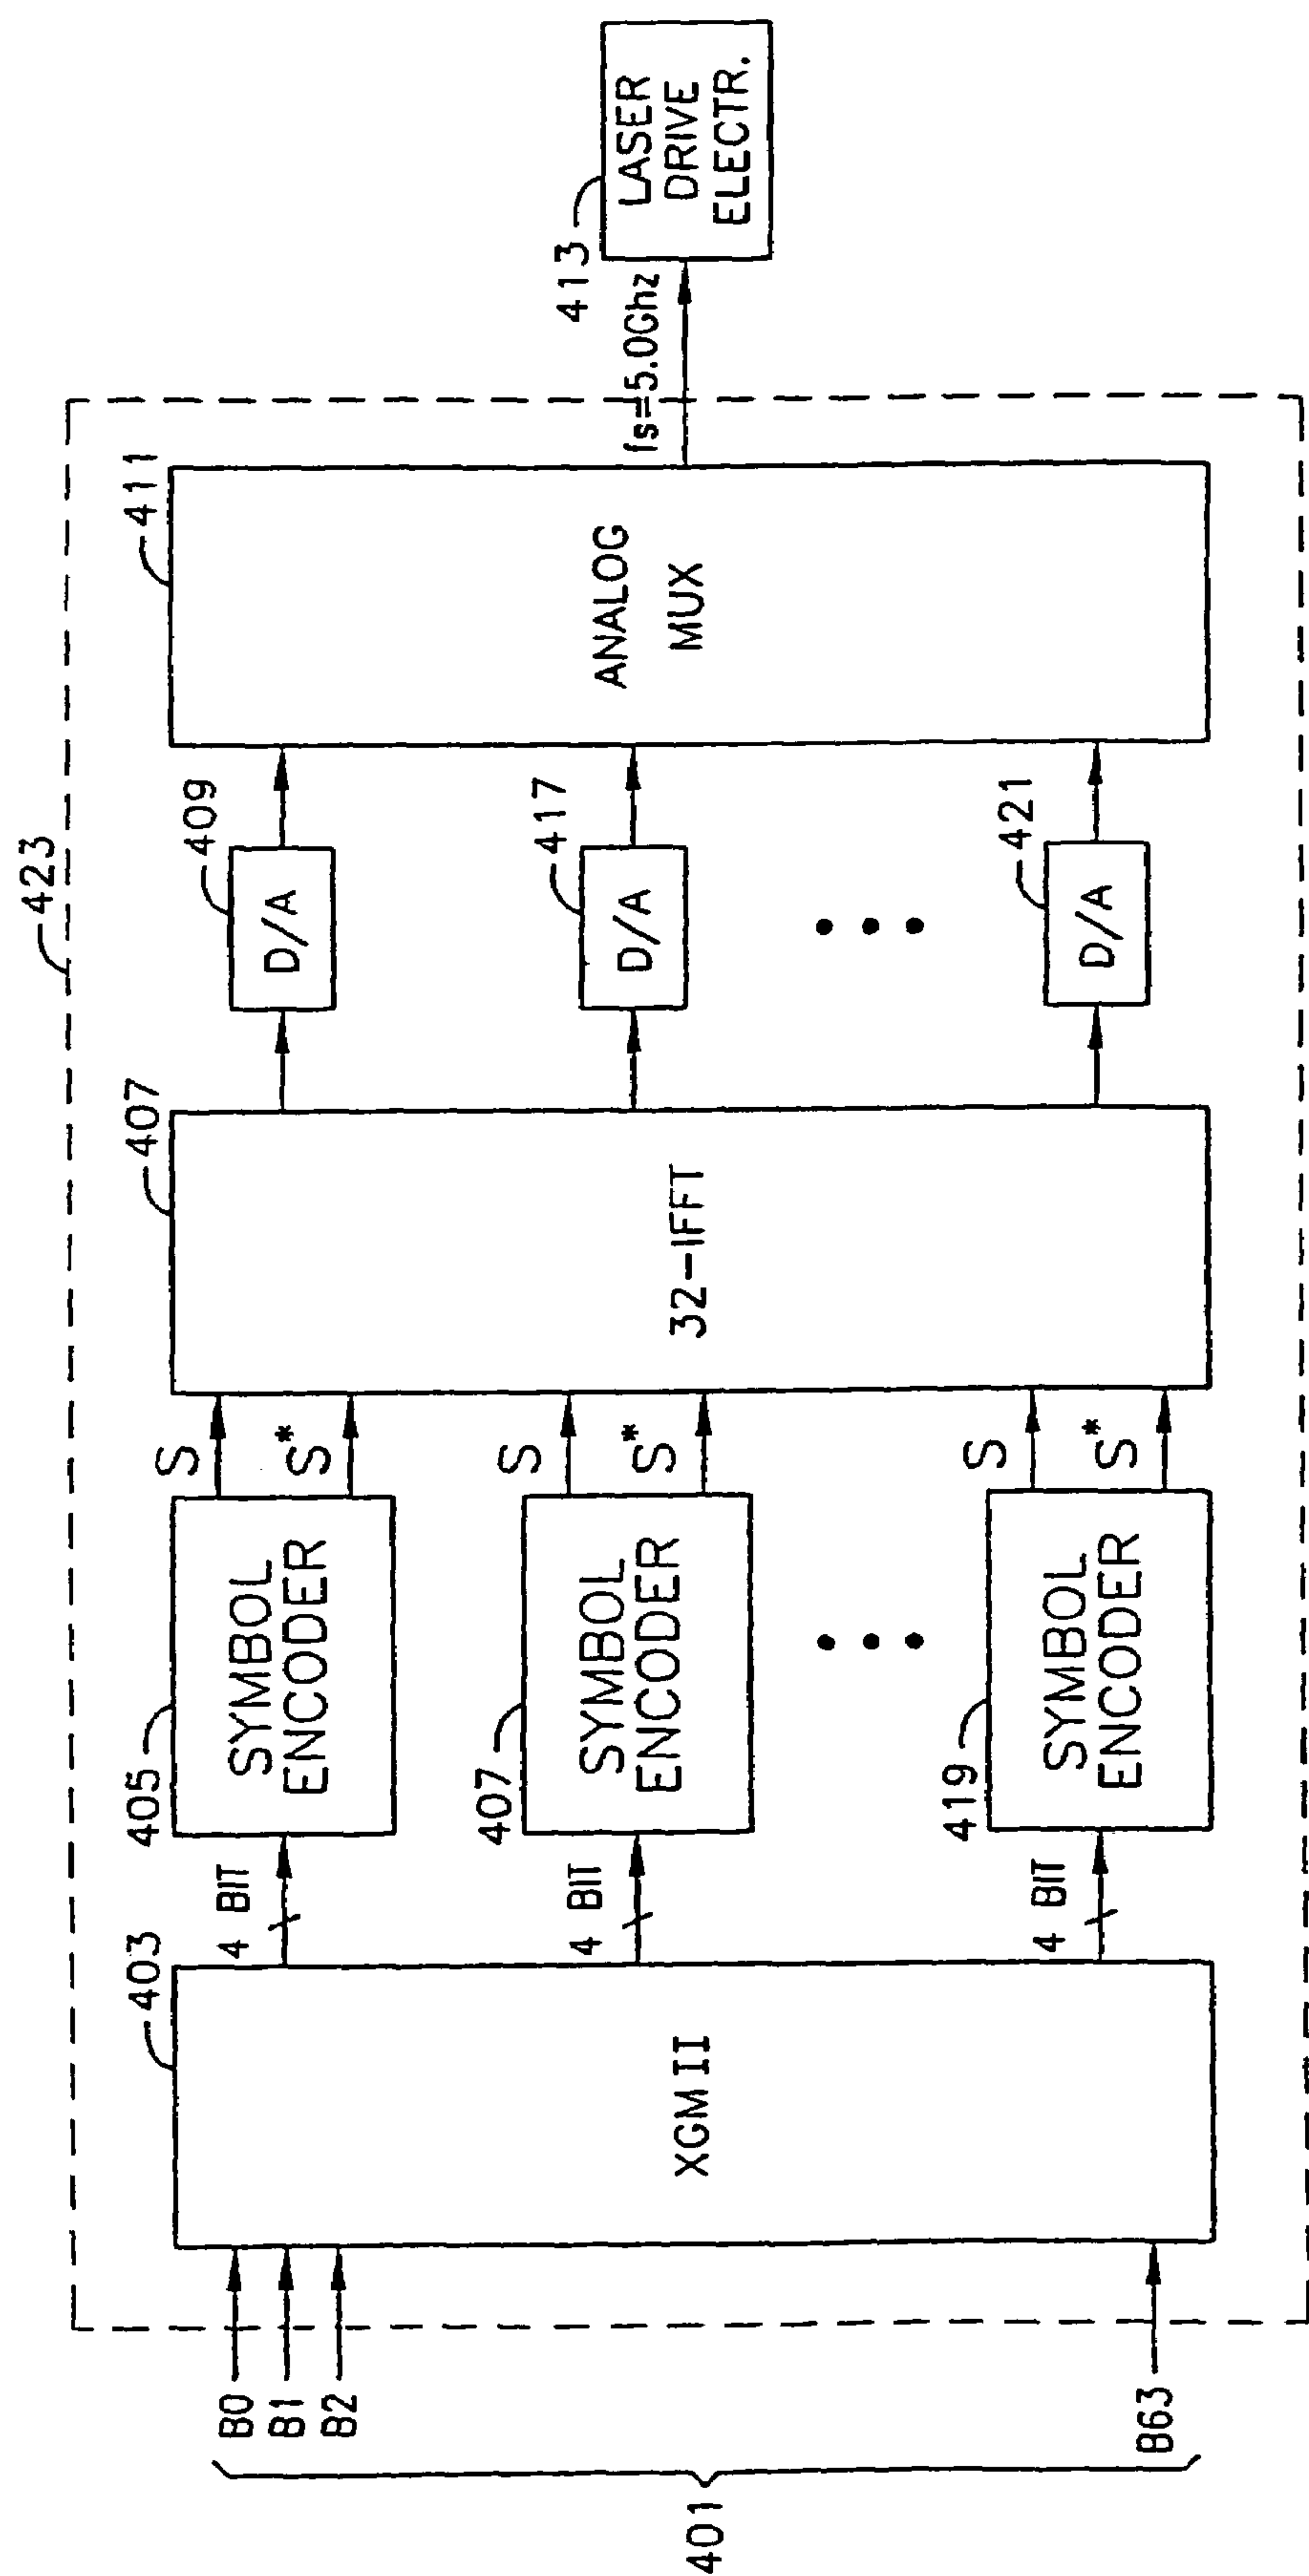 423
401
B0
B1
B2
B63
403
XGMII
4 BIT
4 BIT
4 BIT
405
SYMBOL
ENCODER
407
SYMBOL
ENCODER
419
SYMBOL
ENCODER
S
S*
S
S*
S
S*
407
32-IFFT
409
D/A
417
D/A
421
D/A
411
ANALOG
MUX
fs=5.0Ghz
413
LASER
DRIVE
ELECTR.